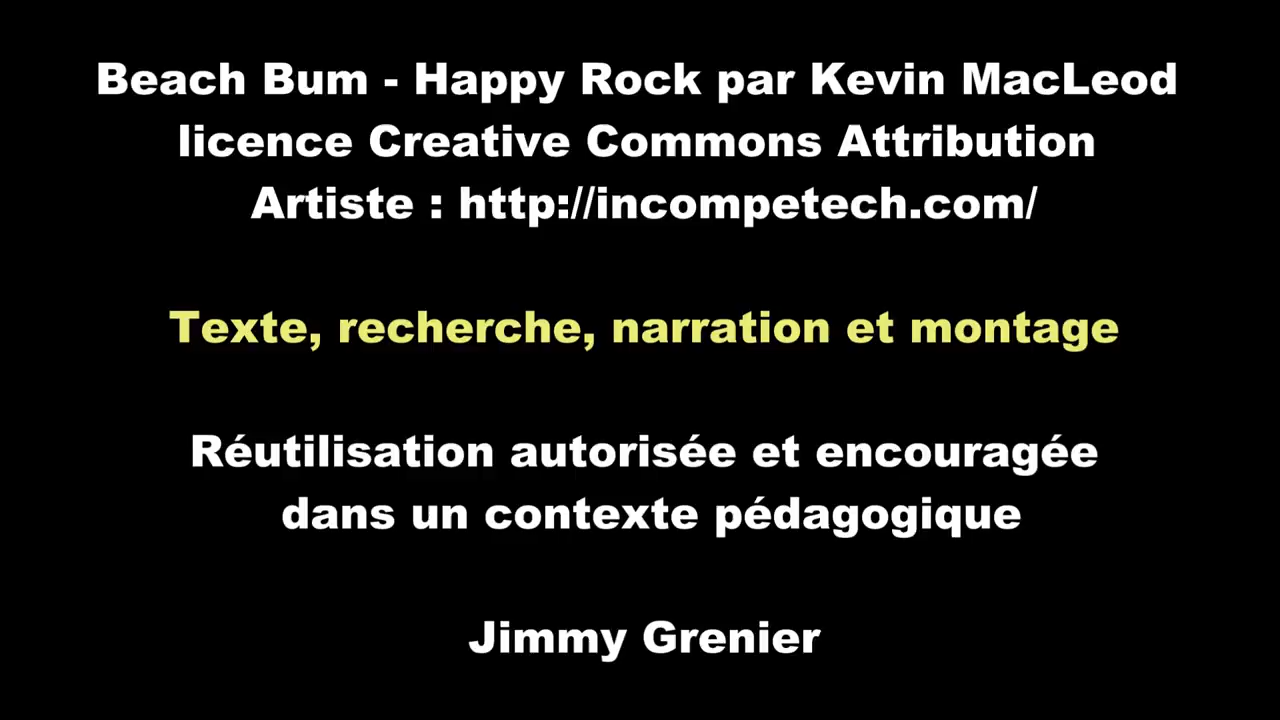 Beach Bum - Happy Rock par Kevin MacLeod
licence Creative Commons Attribution
Artiste : http://incompetech.com/
Texte, recherche, narration et montage
Réutilisation autorisée et encouragée
dans un contexte pédagogique
Jimmy Grenier